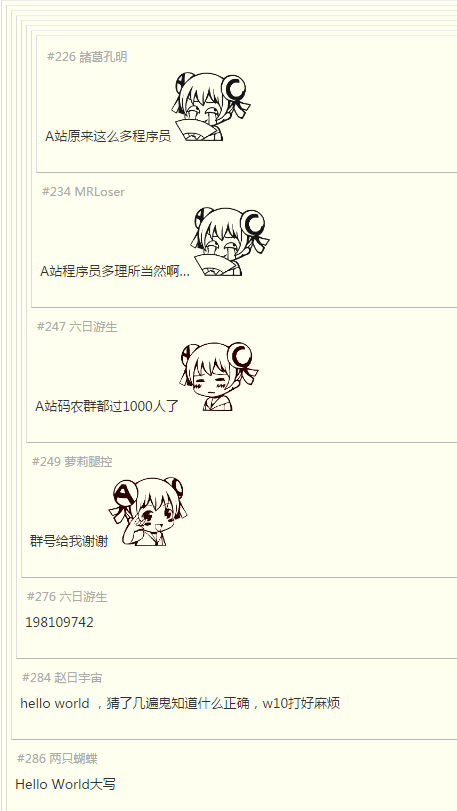 #226 諸葛孔明
A站原来这么多程序员
#234 MRLoser
A站程序员多理所当然啊...
#247 六日游生
A站码农群都过1000人了
#249 萝莉腿控
群号给我谢谢
#276 六日游生
198109742
#284 赵日宇宙
hello world ，猜了几遍鬼知道什么正确，w10打好麻烦
#286 两只蝴蝶
Hello World大写